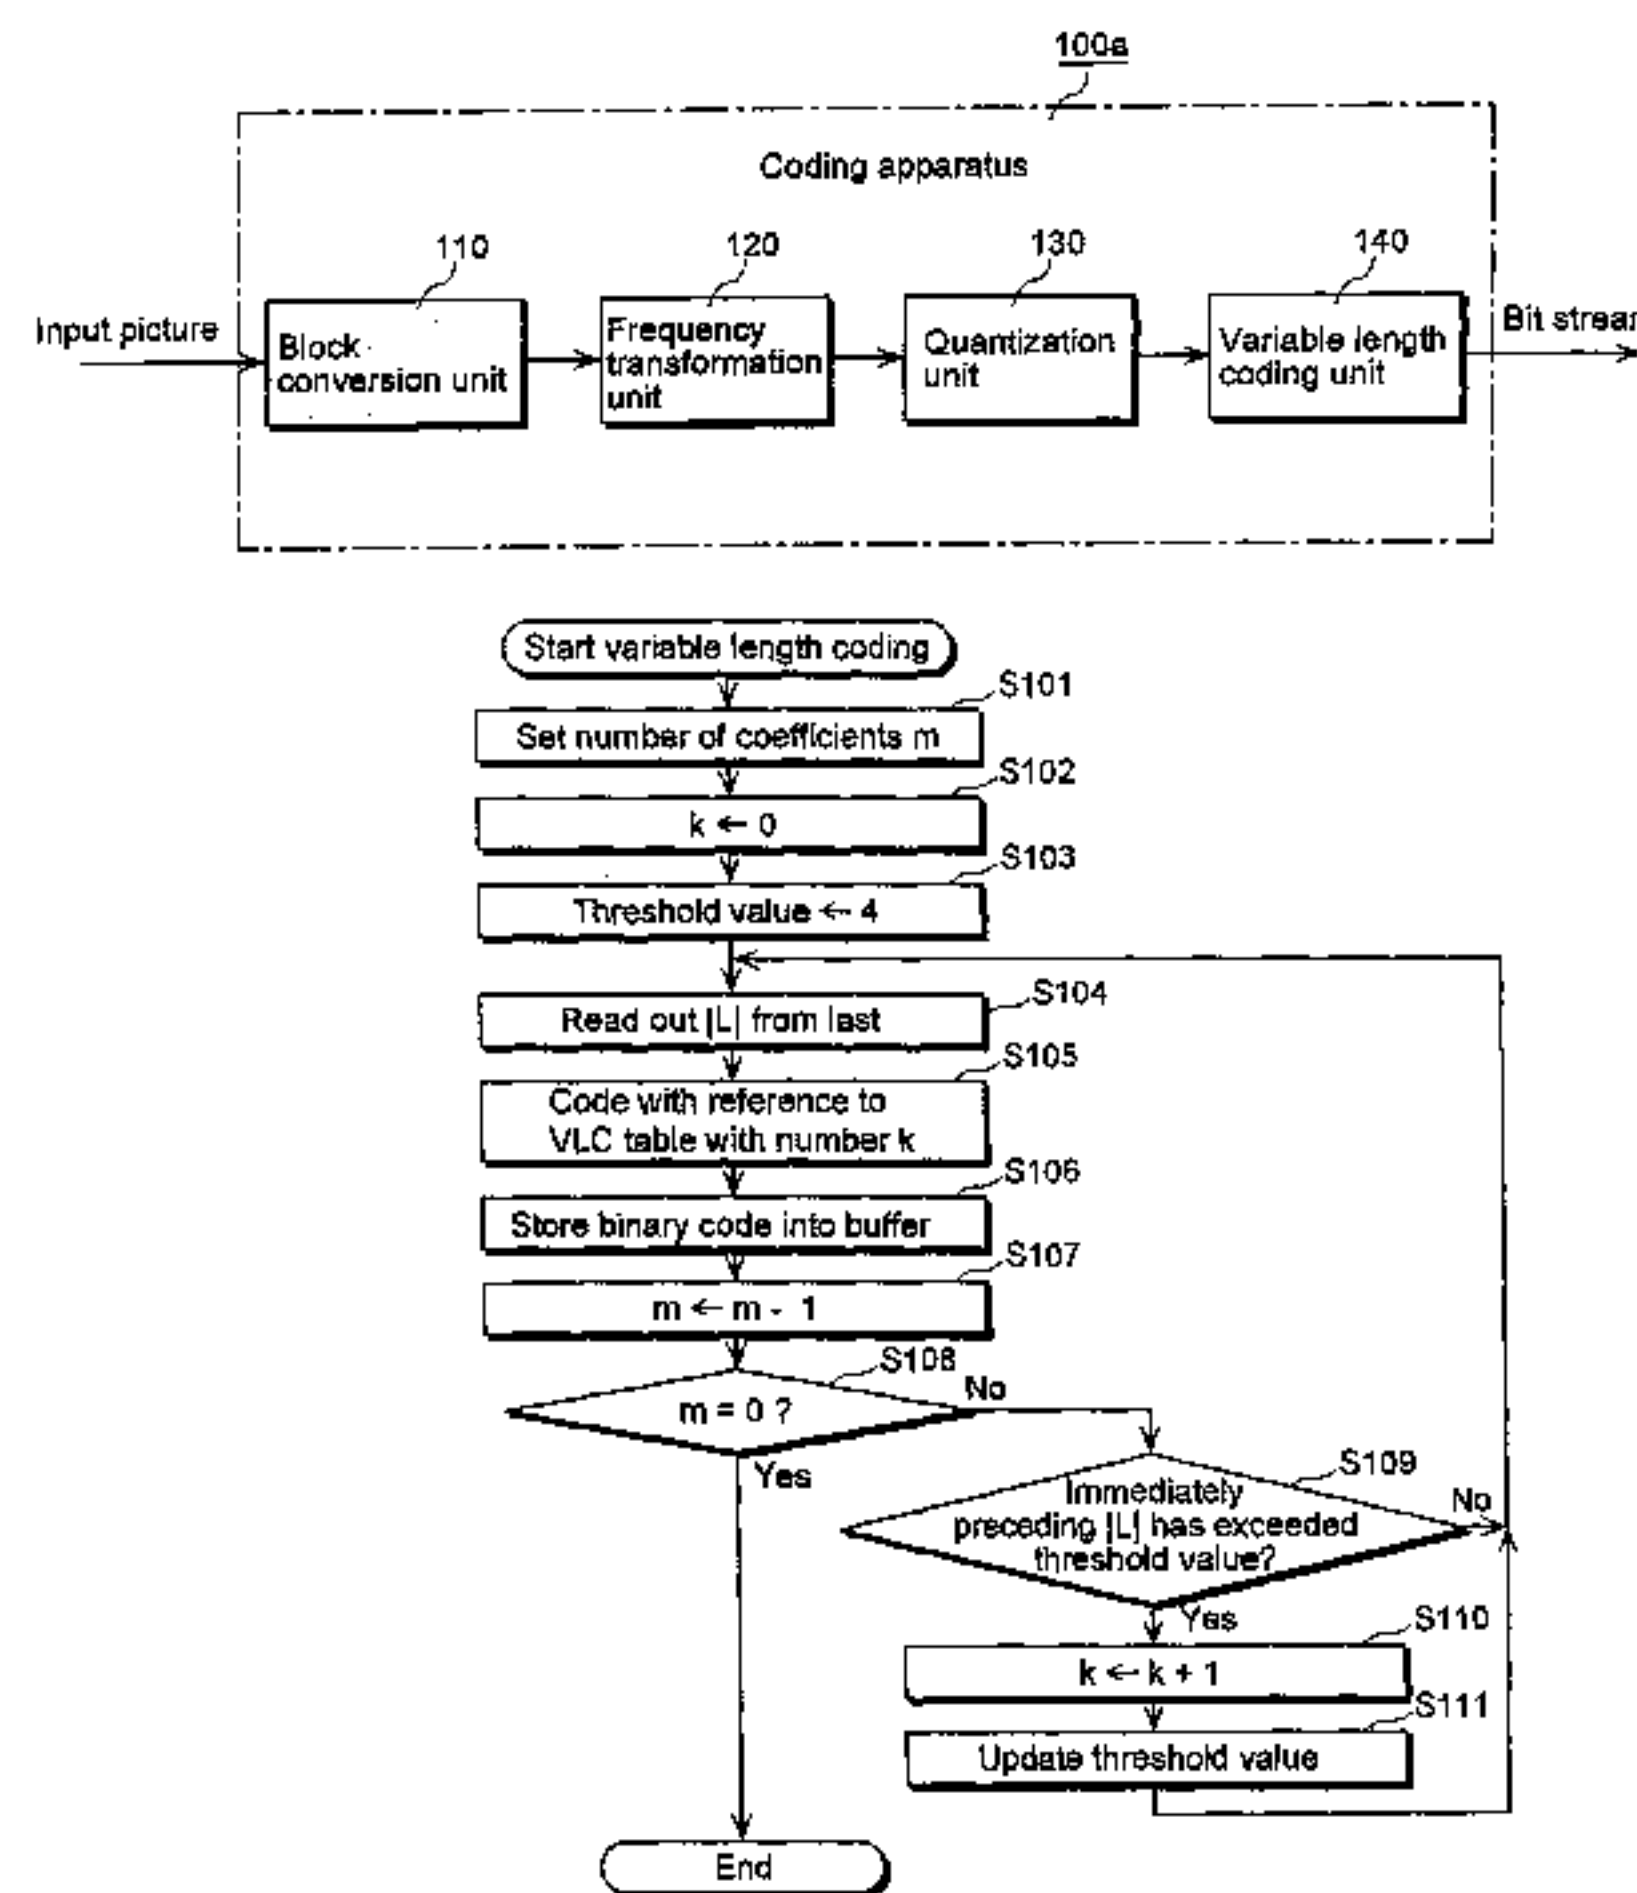 100a
Coding apparatus
110
120
130
140
Input picture
Block
conversion unit
Frequency
transformation
unit
Quantization
unit
Variable length
coding unit
Bit strear
Start variable length coding
S101
Set number of coefficients m
S102
k ← 0
S103
Threshold value ← 4
S104
Read out |L| from last
S105
Code with reference to
VLC table with number k
S106
Store binary code into buffer
S107
m ← m - 1
S108
m = 0 ?
No
Yes
S109
Immediately
preceding |L| has exceeded
threshold value?
No
Yes
S110
k ← k + 1
S111
Update threshold value
End